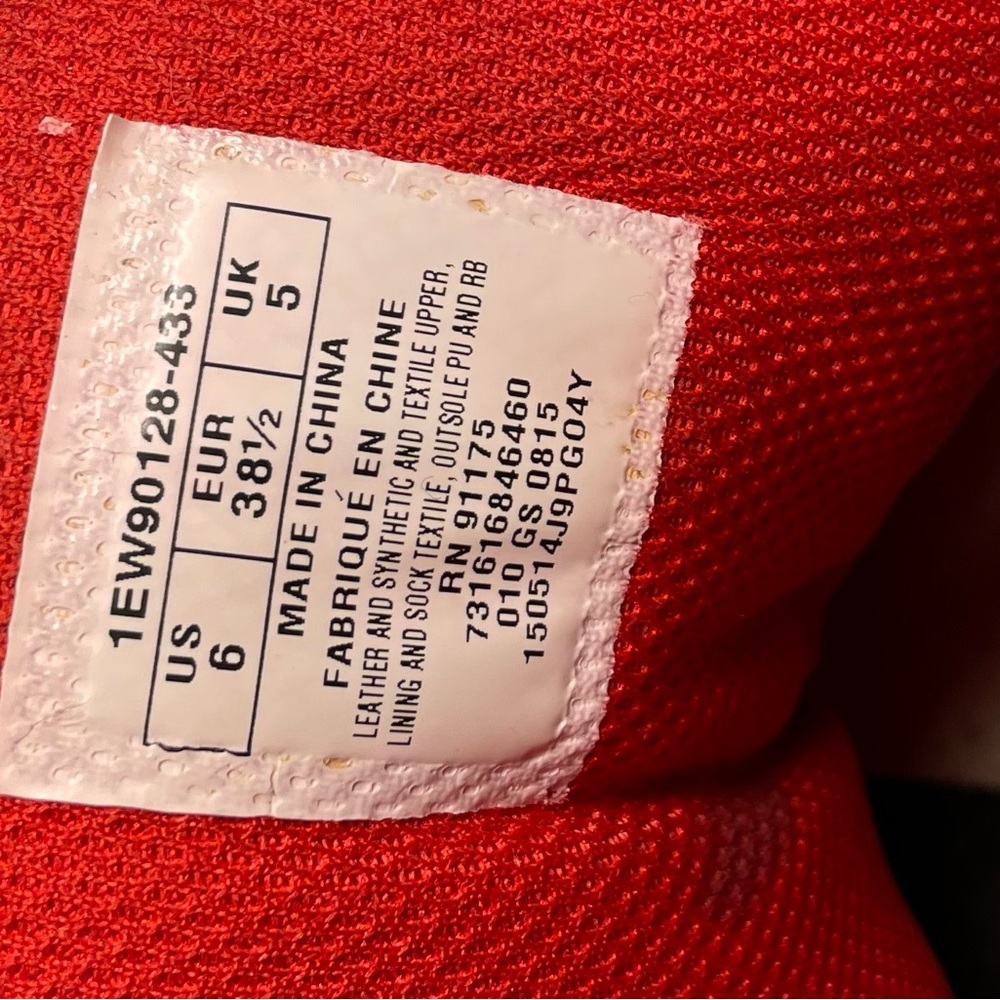 1EW90128-433
US EUR UK
6 38½ 5
MADE IN CHINA
FABRIQUÉ EN CHINE
LEATHER AND SYNTHETIC AND TEXTILE UPPER,
LINING AND SOCK TEXTILE, OUTSOLE PU AND RB
RN 91175
731616846460
010 GS 0815
150514J9PG04Y